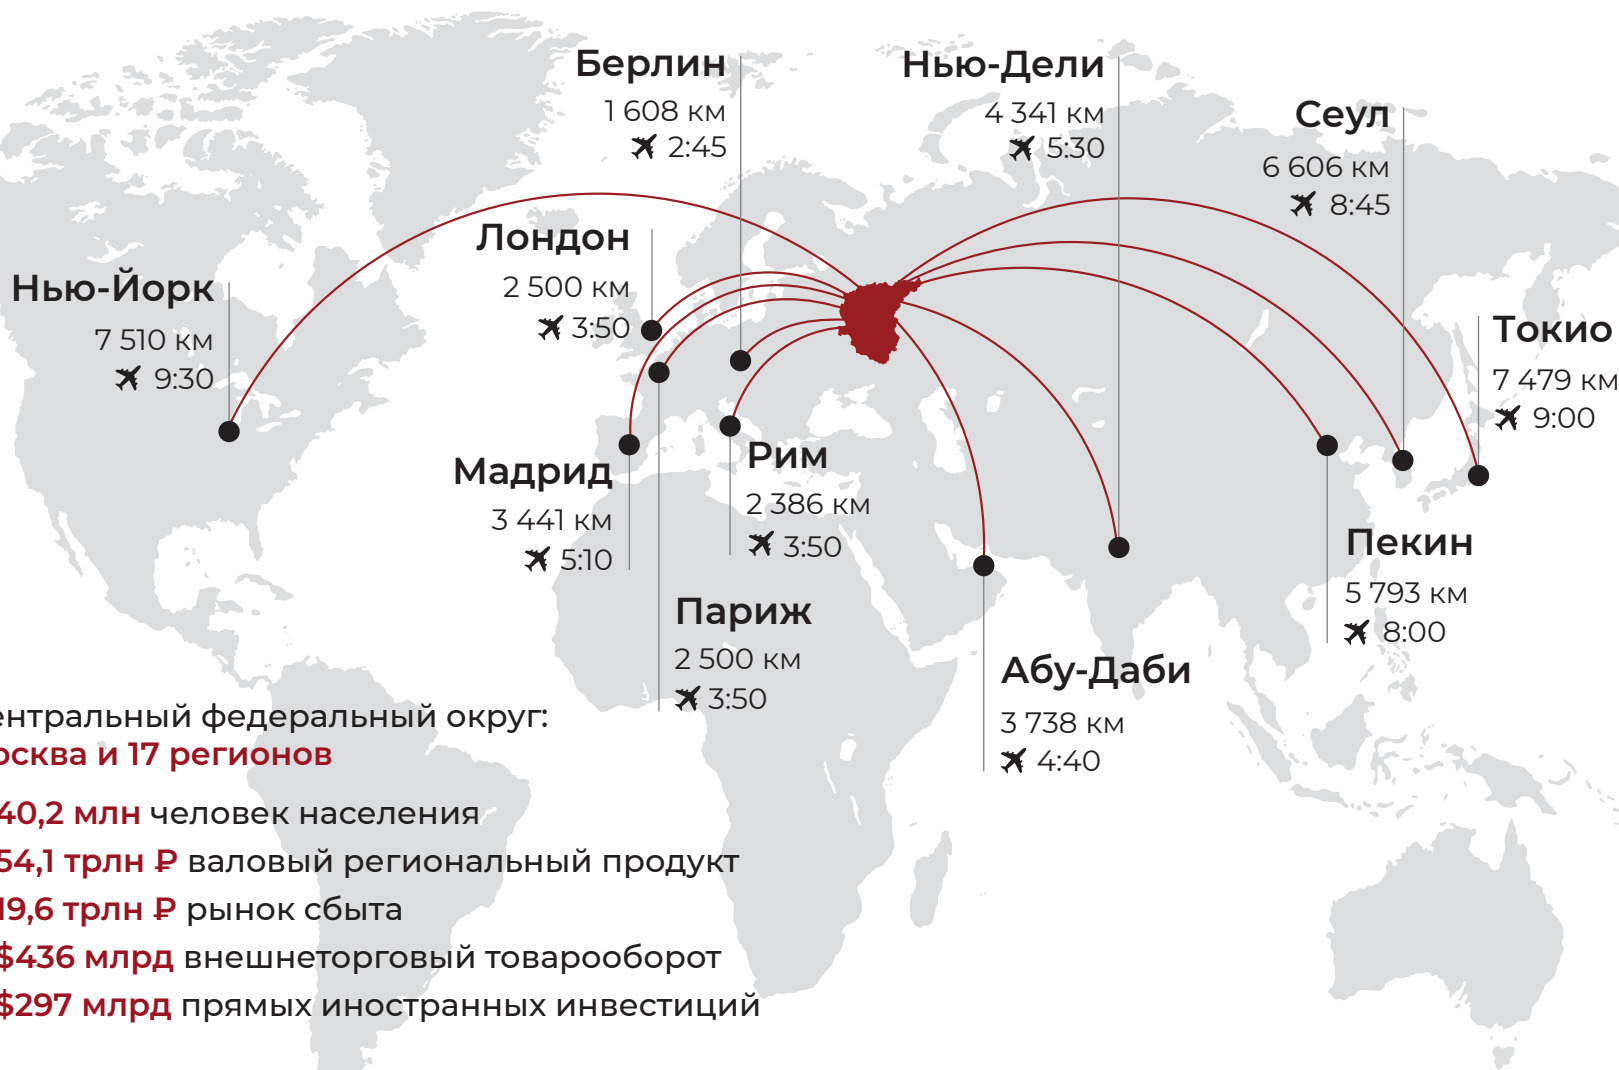 Берлин
1 608 км
2:45
Нью-Дели
4 341 км
5:30
Сеул
6 606 км
8:45
Лондон
2 500 км
3:50
Нью-Йорк
7 510 км
9:30
Токио
7 479 км
9:00
Мадрид
3 441 км
5:10
Рим
2 386 км
3:50
Пекин
5 793 км
8:00
Париж
2 500 км
3:50
Абу-Даби
3 738 км
4:40
ентральный федеральный округ:
осква и 17 регионов
40,2 млн человек населения
54,1 трлн ₽ валовый региональный продукт
19,6 трлн ₽ рынок сбыта
$436 млрд внешнеторговый товарооборот
$297 млрд прямых иностранных инвестиций